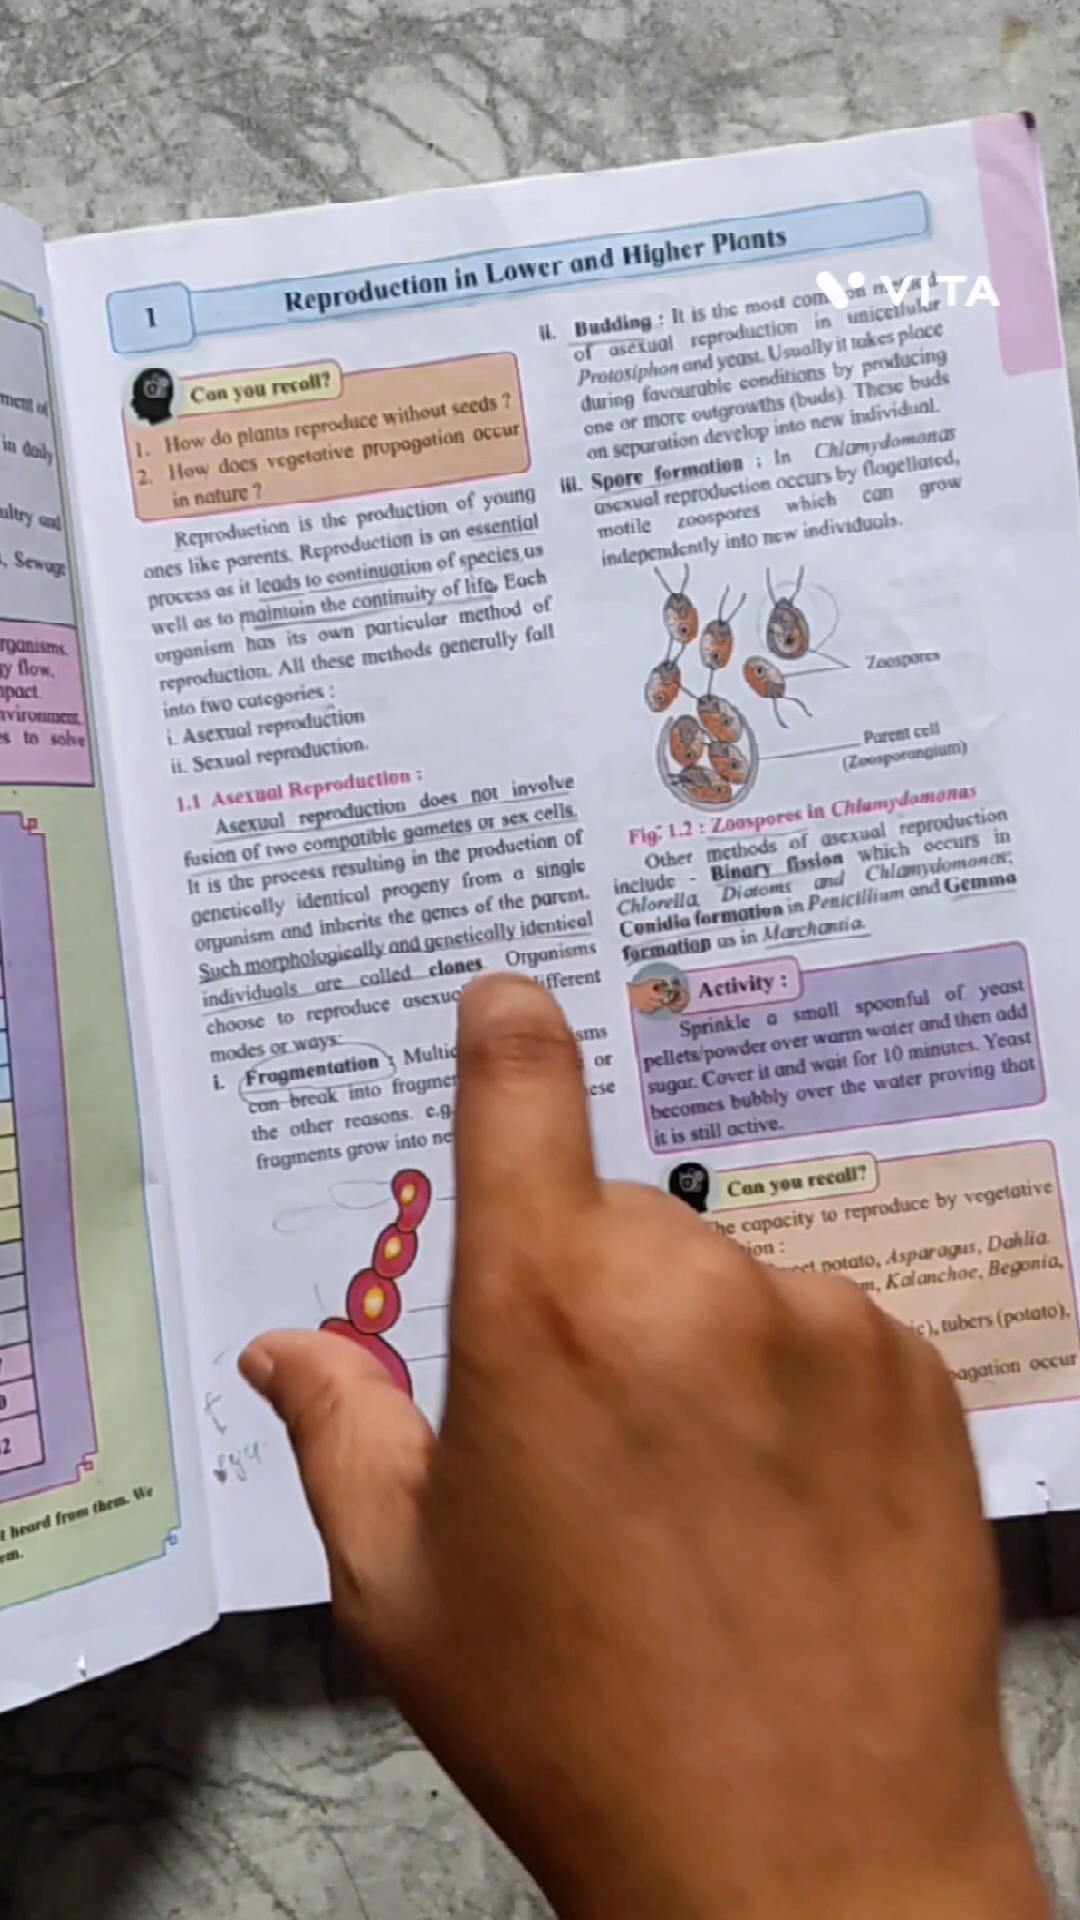 VITA
1
Reproduction in Lower and Higher Plants
Can you recall?
1. How do plants reproduce without seeds ?
2. How does vegetative propagation occur
in nature ?
Reproduction is the production of young
ones like parents. Reproduction is an essential
process as it leads to continuation of species as
well as to maintain the continuity of life. Each
organism has its own particular method of
reproduction. All these methods generally fall
into two categories :
i. Asexual reproduction
ii. Sexual reproduction.
1.1 Asexual Reproduction :
Asexual reproduction does not involve
fusion of two compatible gametes or sex cells.
It is the process resulting in the production of
genetically identical progeny from a single
organism and inherits the genes of the parent.
Such morphologically and genetically identical
individuals are called clones. Organisms
choose to reproduce
modes or ways:
i. Fragmentation :
can break into or
the other reasons. e.g.
fragments grow into
ii. Budding : It is the most common
of asexual reproduction in unicellular
Protosiphon and yeast. Usually it takes place
during favourable conditions by producing
one or more outgrowths (buds). These buds
on separation develop into new individual.
iii. Spore formation : In Chlamydomonas
asexual reproduction occurs by flagellated,
motile zoospores which can grow
independently into new individuals.
Zoospores
Parent cell
(Zoosporangium)
Fig. 1.2 : Zoospores in Chlamydomonas
Other methods of asexual reproduction
include - Binary fission which occurs in
Chlorella, Diatoms and Chlamydomonas;
Conidia formation in Penicillium and Gemma
formation as in Marchantia.
Activity :
Sprinkle a small spoonful of yeast
pellets/powder over warm water and then add
sugar. Cover it and wait for 10 minutes. Yeast
becomes bubbly over the water proving that
it is still active.
Can you recall?
capacity to reproduce by vegetative
potato, Asparagus, Dahlia.
Kalanchoe, Begonia,
tubers (potato),
occur
in daily
, Sewage
y flow,
s to solve
2
heard from them. We